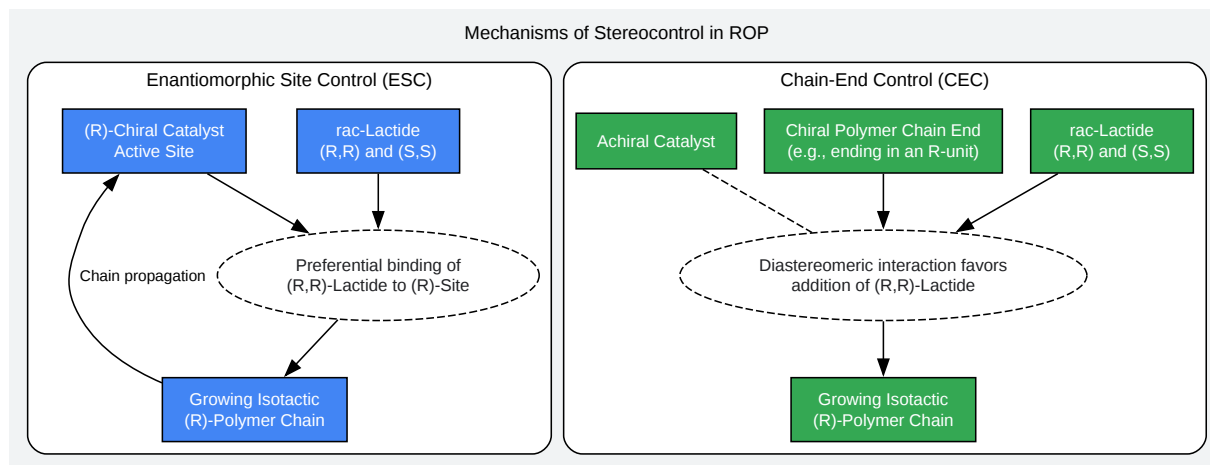 Mechanisms of Stereocontrol in ROP
Enantiomorphic Site Control (ESC)
(R)-Chiral Catalyst
Active Site
rac-Lactide
(R,R) and (S,S)
Preferential binding of
(R,R)-Lactide to (R)-Site
Chain propagation
Growing Isotactic
(R)-Polymer Chain
Chain-End Control (CEC)
Achiral Catalyst
Chiral Polymer Chain End
(e.g., ending in an R-unit)
rac-Lactide
(R,R) and (S,S)
Diastereomeric interaction favors
addition of (R,R)-Lactide
Growing Isotactic
(R)-Polymer Chain